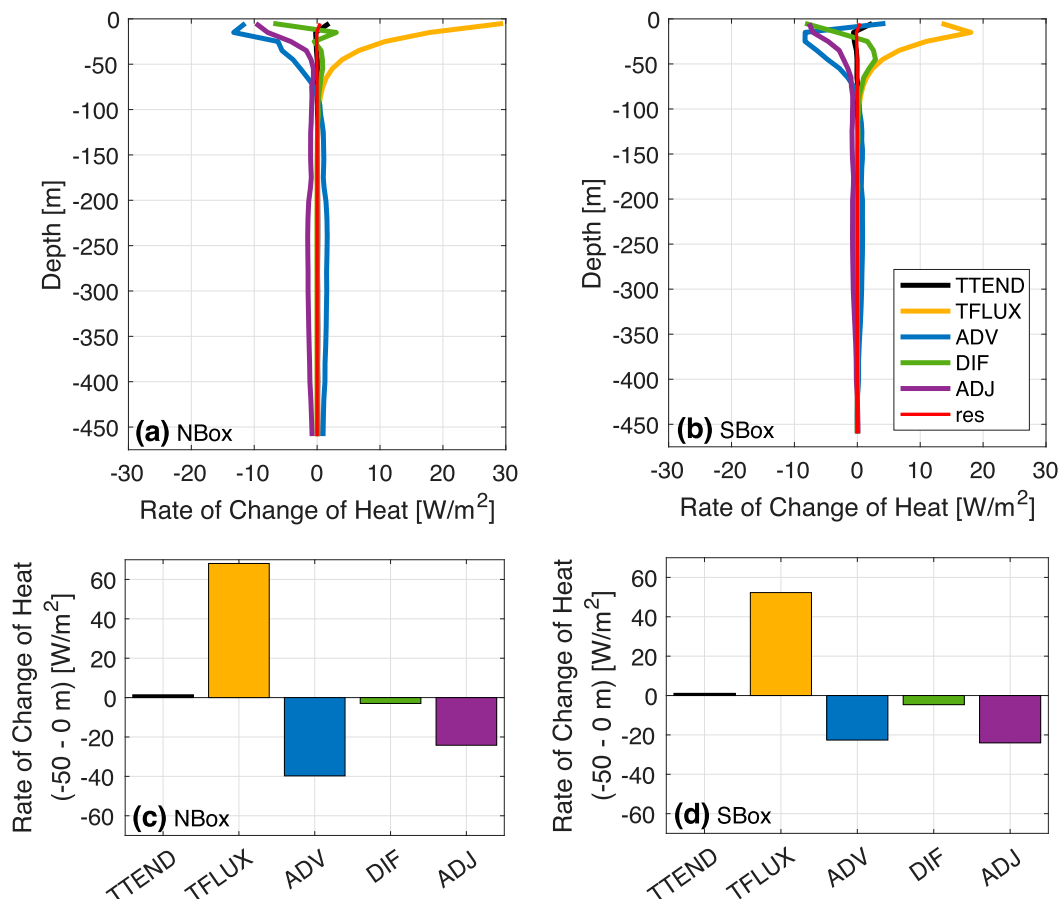 0
-50
-100
-150
-200
-250
-300
-350
-400
-450
Depth [m]
(a) NBox
-30 -20 -10 0 10 20 30
Rate of Change of Heat [W/m²]
0
-50
-100
-150
-200
-250
-300
-350
-400
-450
Depth [m]
TTEND
TFLUX
ADV
DIF
ADJ
res
(b) SBox
-30 -20 -10 0 10 20 30
Rate of Change of Heat [W/m²]
Rate of Change of Heat
(-50 - 0 m) [W/m²]
60
40
20
0
-20
-40
-60
(c) NBox
TTEND TFLUX ADV DIF ADJ
Rate of Change of Heat
(-50 - 0 m) [W/m²]
60
40
20
0
-20
-40
-60
(d) SBox
TTEND TFLUX ADV DIF ADJ